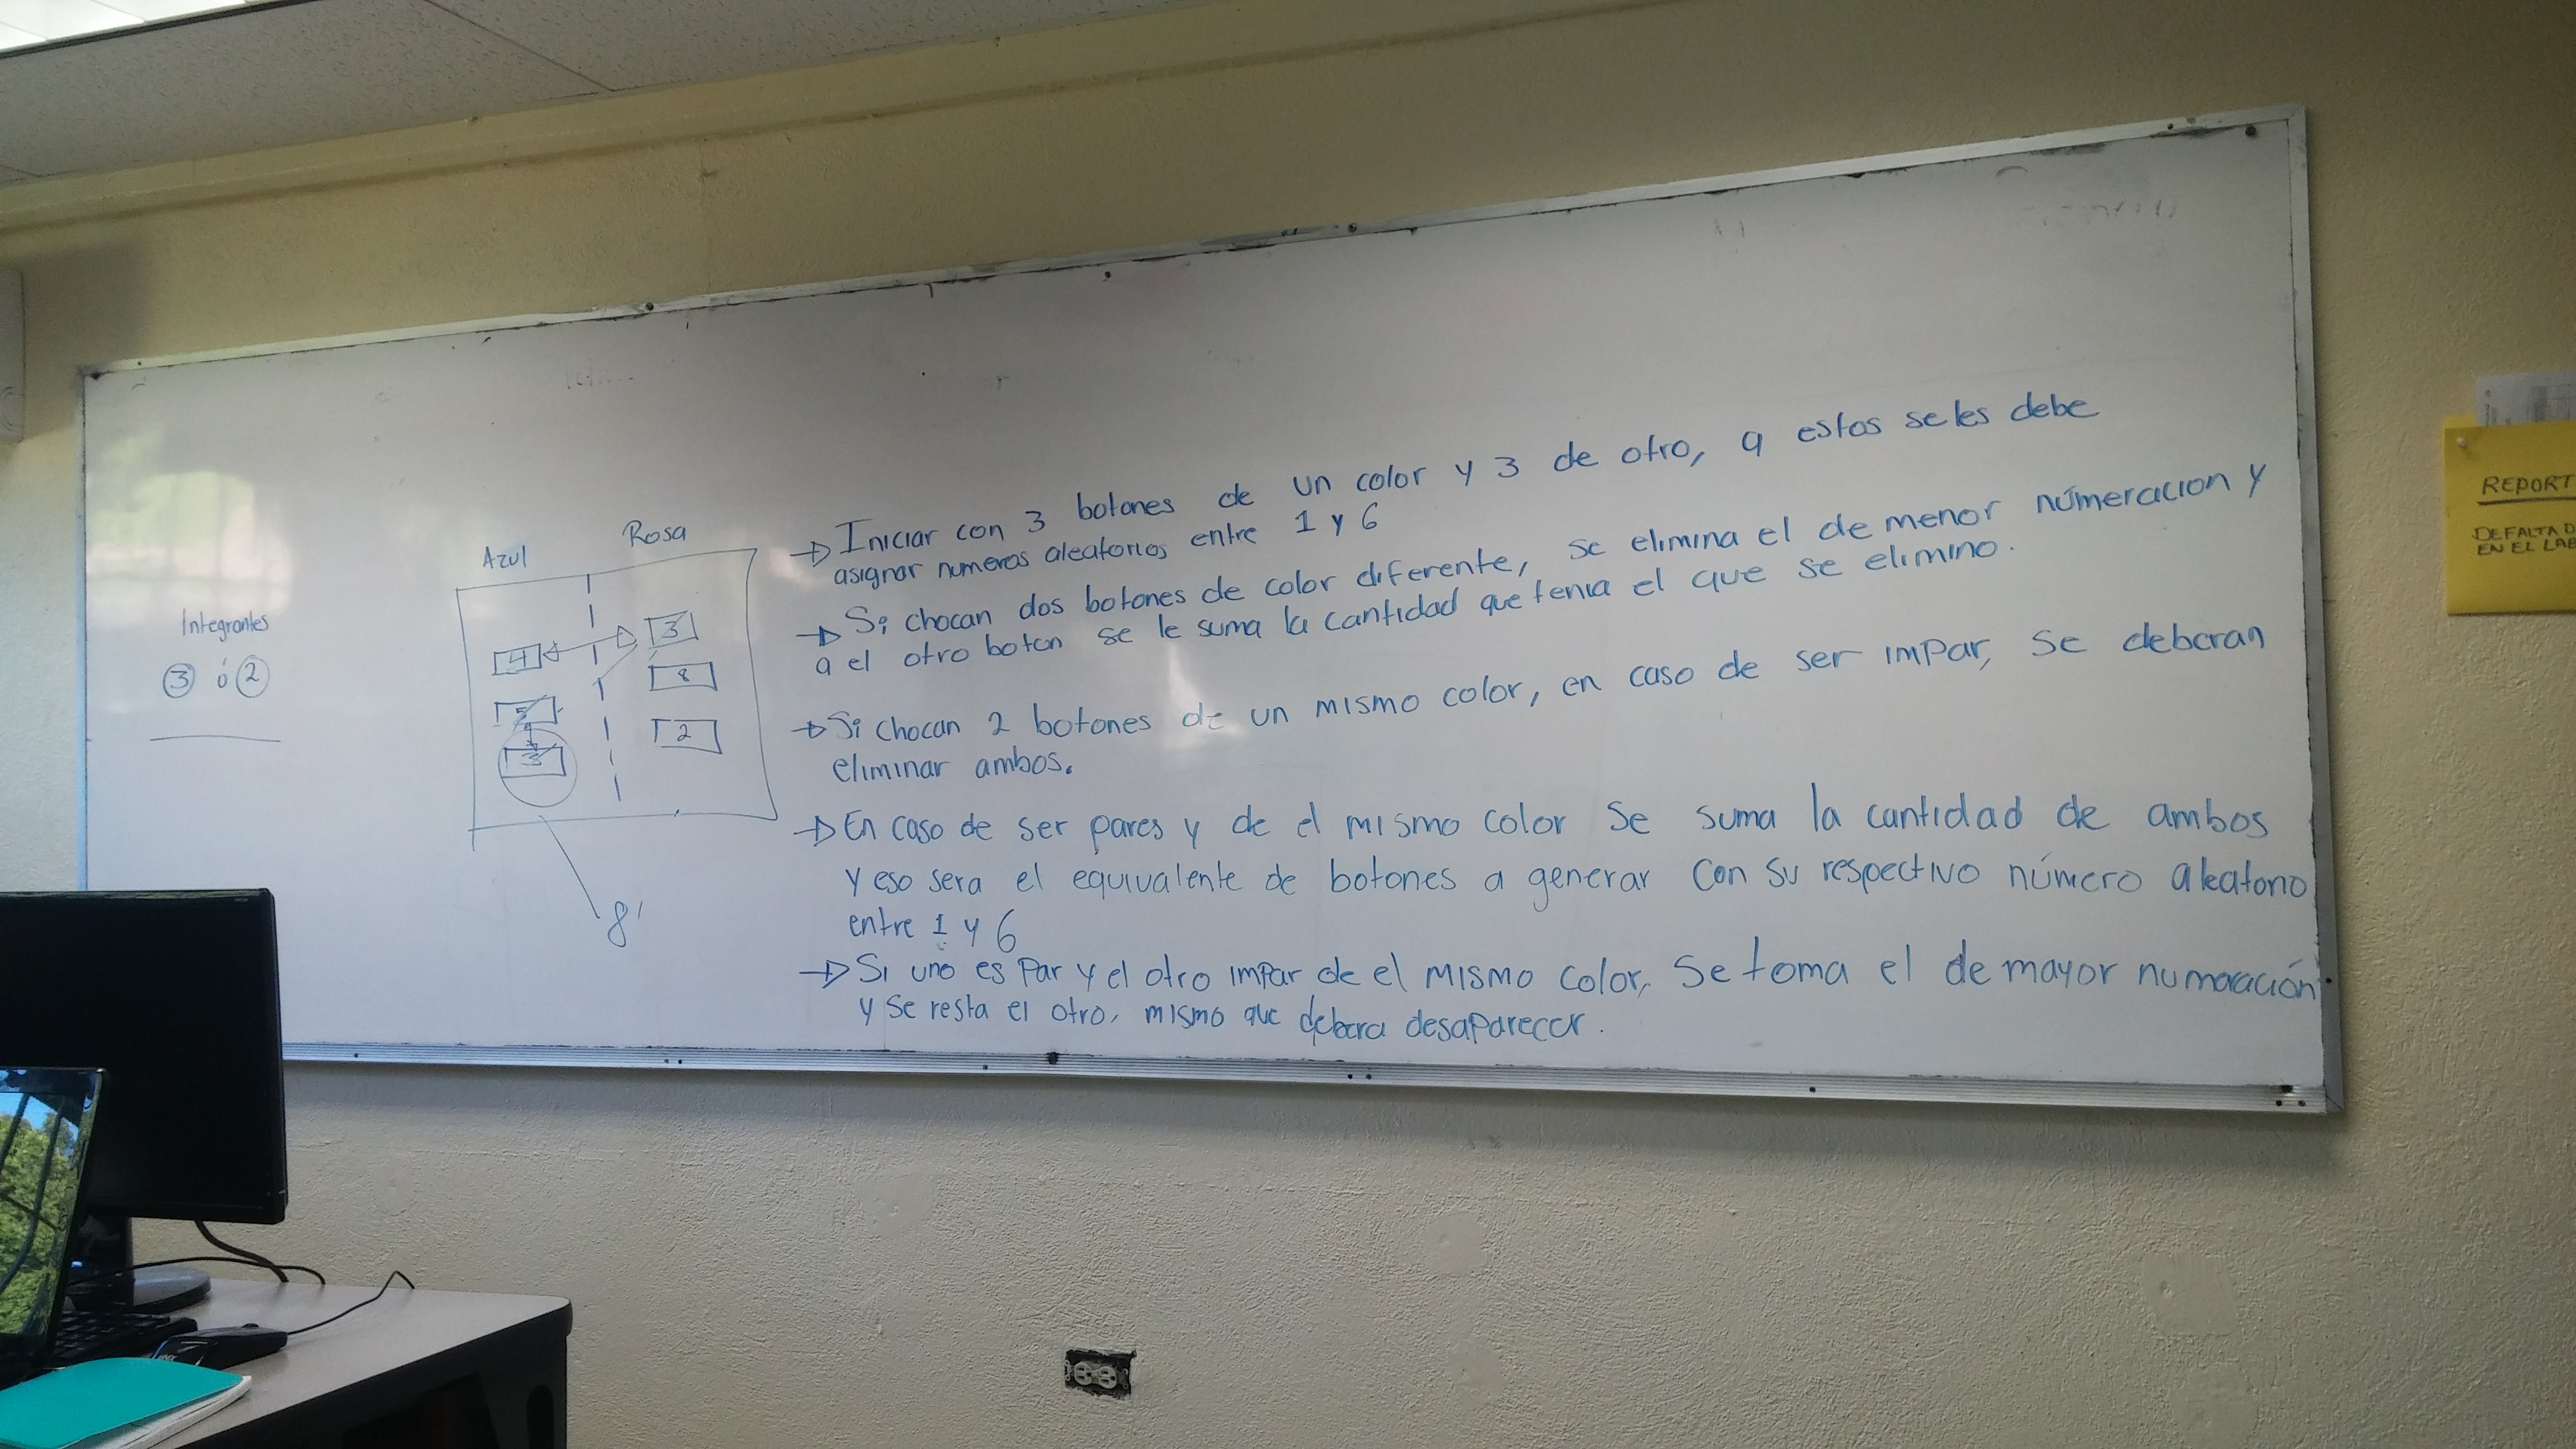 Integrantes
3 ó 2
Azul
Rosa
4
3
8
2
3
8'
Iniciar con 3 botones de un color y 3 de otro, a estos se les debe
asignar numeros aleatorios entre 1 y 6
Si chocan dos botones de color diferente, se elimina el de menor númeracion y
a el otro boton se le suma la cantidad que tenia el que se elimino.
Si chocan 2 botones de un mismo color, en caso de ser impar, se deberan
eliminar ambos.
En caso de ser pares y de el mismo color se suma la cantidad de ambos
y eso sera el equivalente de botones a generar con su respectivo número aleatorio
entre 1 y 6
Si uno es par y el otro impar de el mismo color, se toma el de mayor numeración
y se resta el otro, mismo que debera desaparecer.
REPORT
DE FALTA D
EN EL LAB